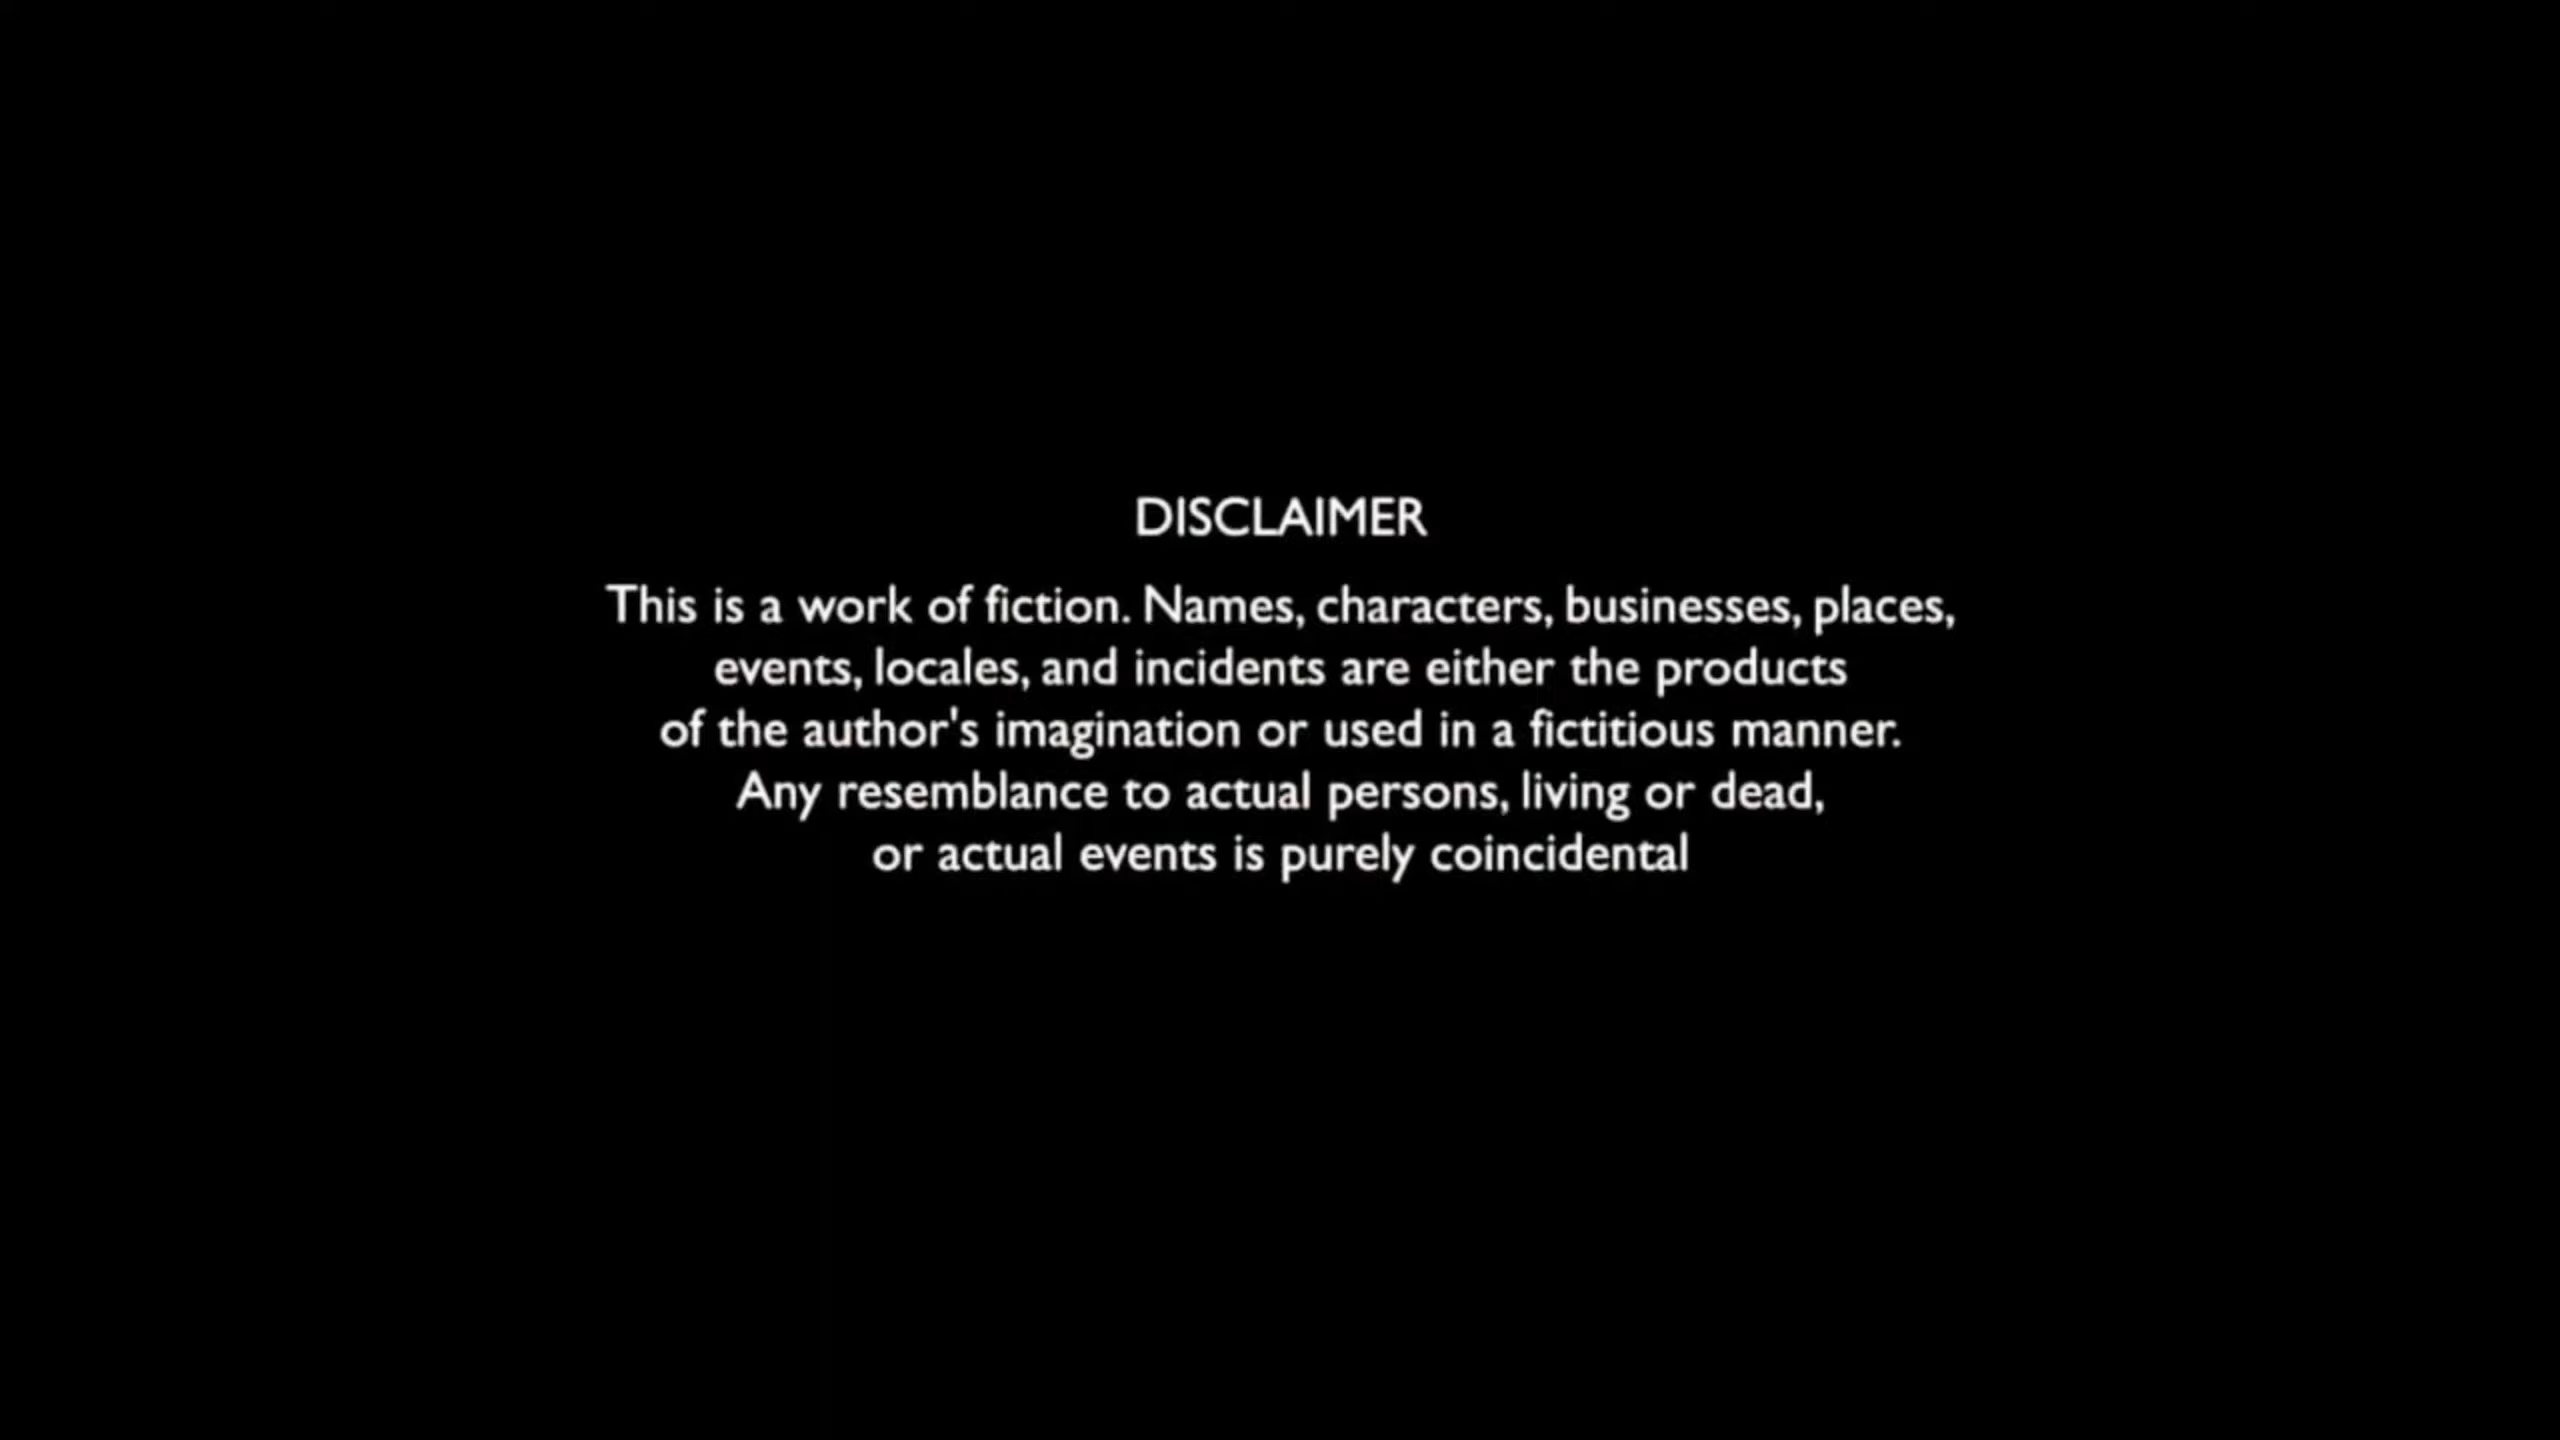 DISCLAIMER
This is a work of fiction. Names, characters, businesses, places,
events, locales, and incidents are either the products
of the author's imagination or used in a fictitious manner.
Any resemblance to actual persons, living or dead,
or actual events is purely coincidental